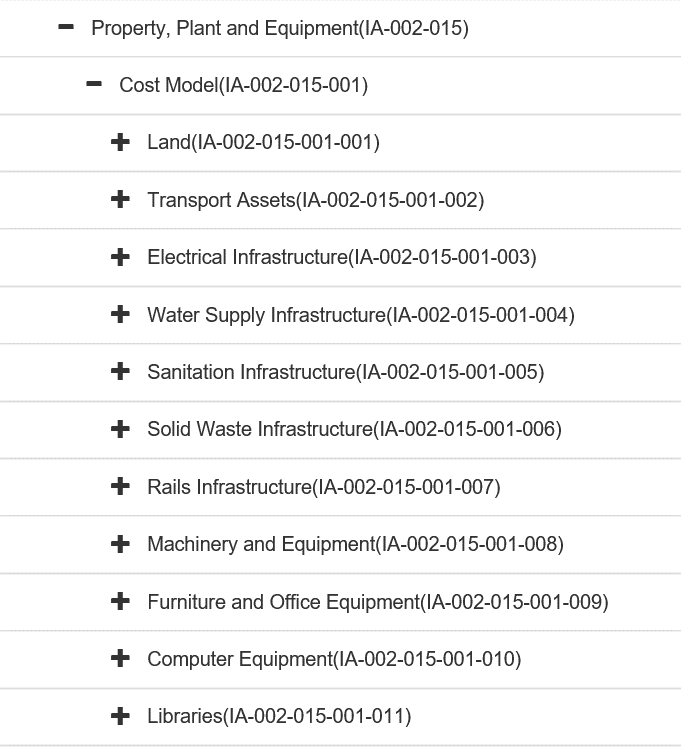 Property, Plant and Equipment(IA-002-015)
Cost Model(IA-002-015-001)
Land(IA-002-015-001-001)
Transport Assets(IA-002-015-001-002)
Electrical Infrastructure(IA-002-015-001-003)
Water Supply Infrastructure(IA-002-015-001-004)
Sanitation Infrastructure(IA-002-015-001-005)
Solid Waste Infrastructure(IA-002-015-001-006)
Rails Infrastructure(IA-002-015-001-007)
Machinery and Equipment(IA-002-015-001-008)
Furniture and Office Equipment(IA-002-015-001-009)
Computer Equipment(IA-002-015-001-010)
Libraries(IA-002-015-001-011)